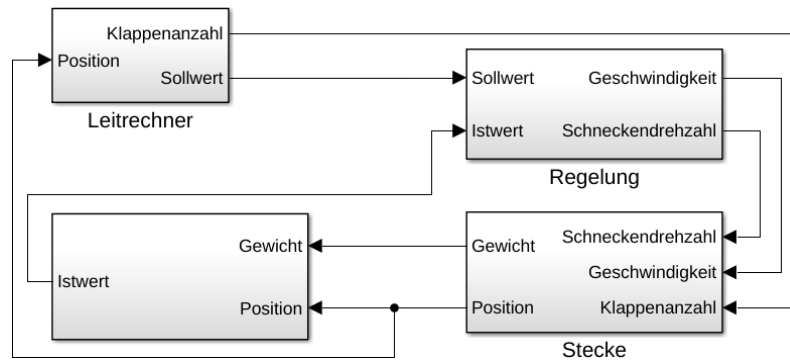 Klappenanzahl
Position
Sollwert
Leitrechner
Sollwert
Geschwindigkeit
Istwert
Schneckendrehzahl
Regelung
Gewicht
Istwert
Position
Schneckendrehzahl
Gewicht
Geschwindigkeit
Position
Klappenanzahl
Stecke